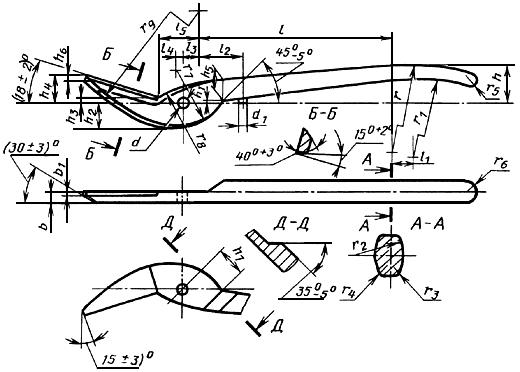 r9
l5
l
h6
Б
l4
l3
r7
l2
h5
45°-5°
(18±2)°
h4
h3
h2
h1
h
r5
d1
r
r1
Б
d
r8
Б-Б
40°+3°
15°+2°
A
l1
(30±3)°
b1
b
r6
Д
Д-Д
A
A-A
h7
r2
35°-5°
r4
r3
Д
(15±3)°